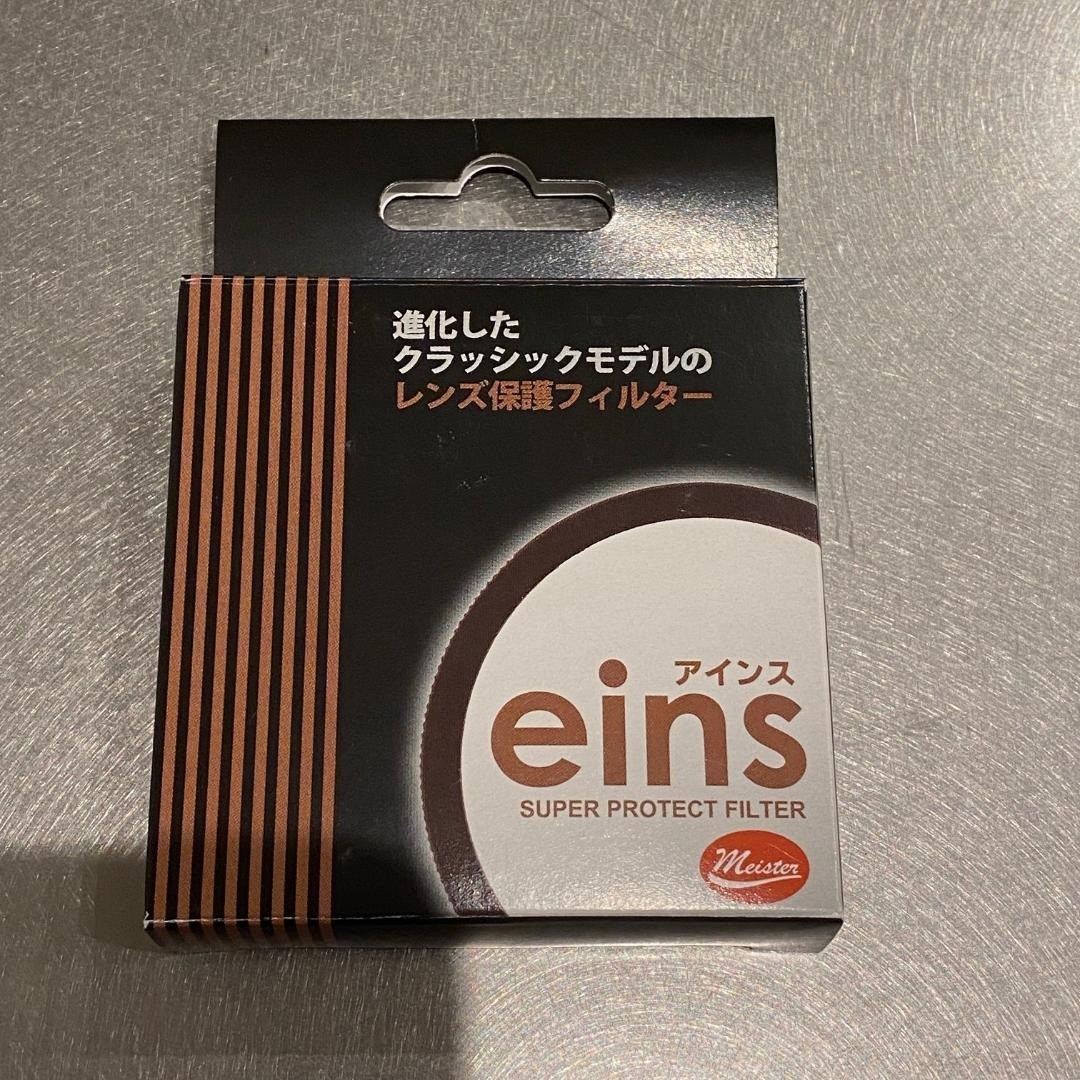 進化した
クラッシックモデルの
レンズ保護フィルター
アインス
eins
SUPER PROTECT FILTER
Meister